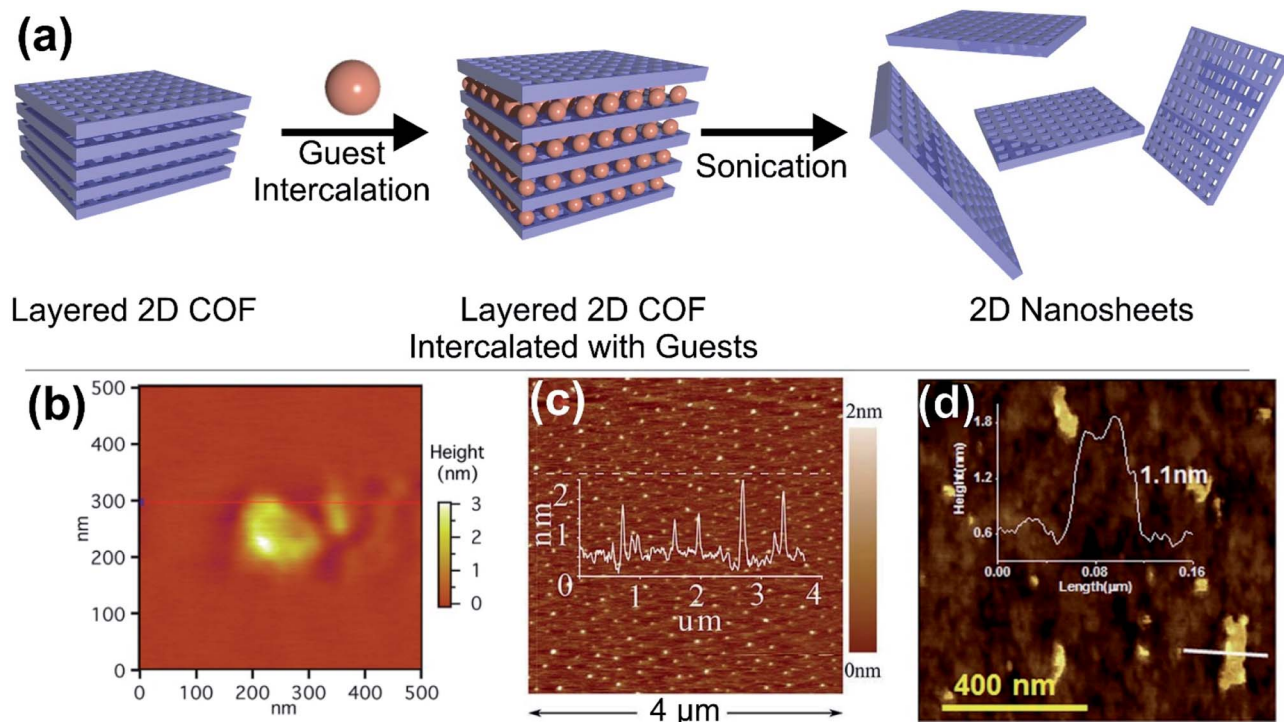 (a)
Guest
Intercalation
Sonication
Layered 2D COF
Layered 2D COF
Intercalated with Guests
2D Nanosheets
(b)
500
400
300
200
100
0
nm
0
100
200
300
400
500
nm
Height
(nm)
3
2
1
0
(c)
2nm
0nm
2
1
0
nm
1
2
3
4
um
4 μm
(d)
1.8
1.2
0.6
Height(nm)
1.1nm
0.00
0.08
0.16
Length(μm)
400 nm